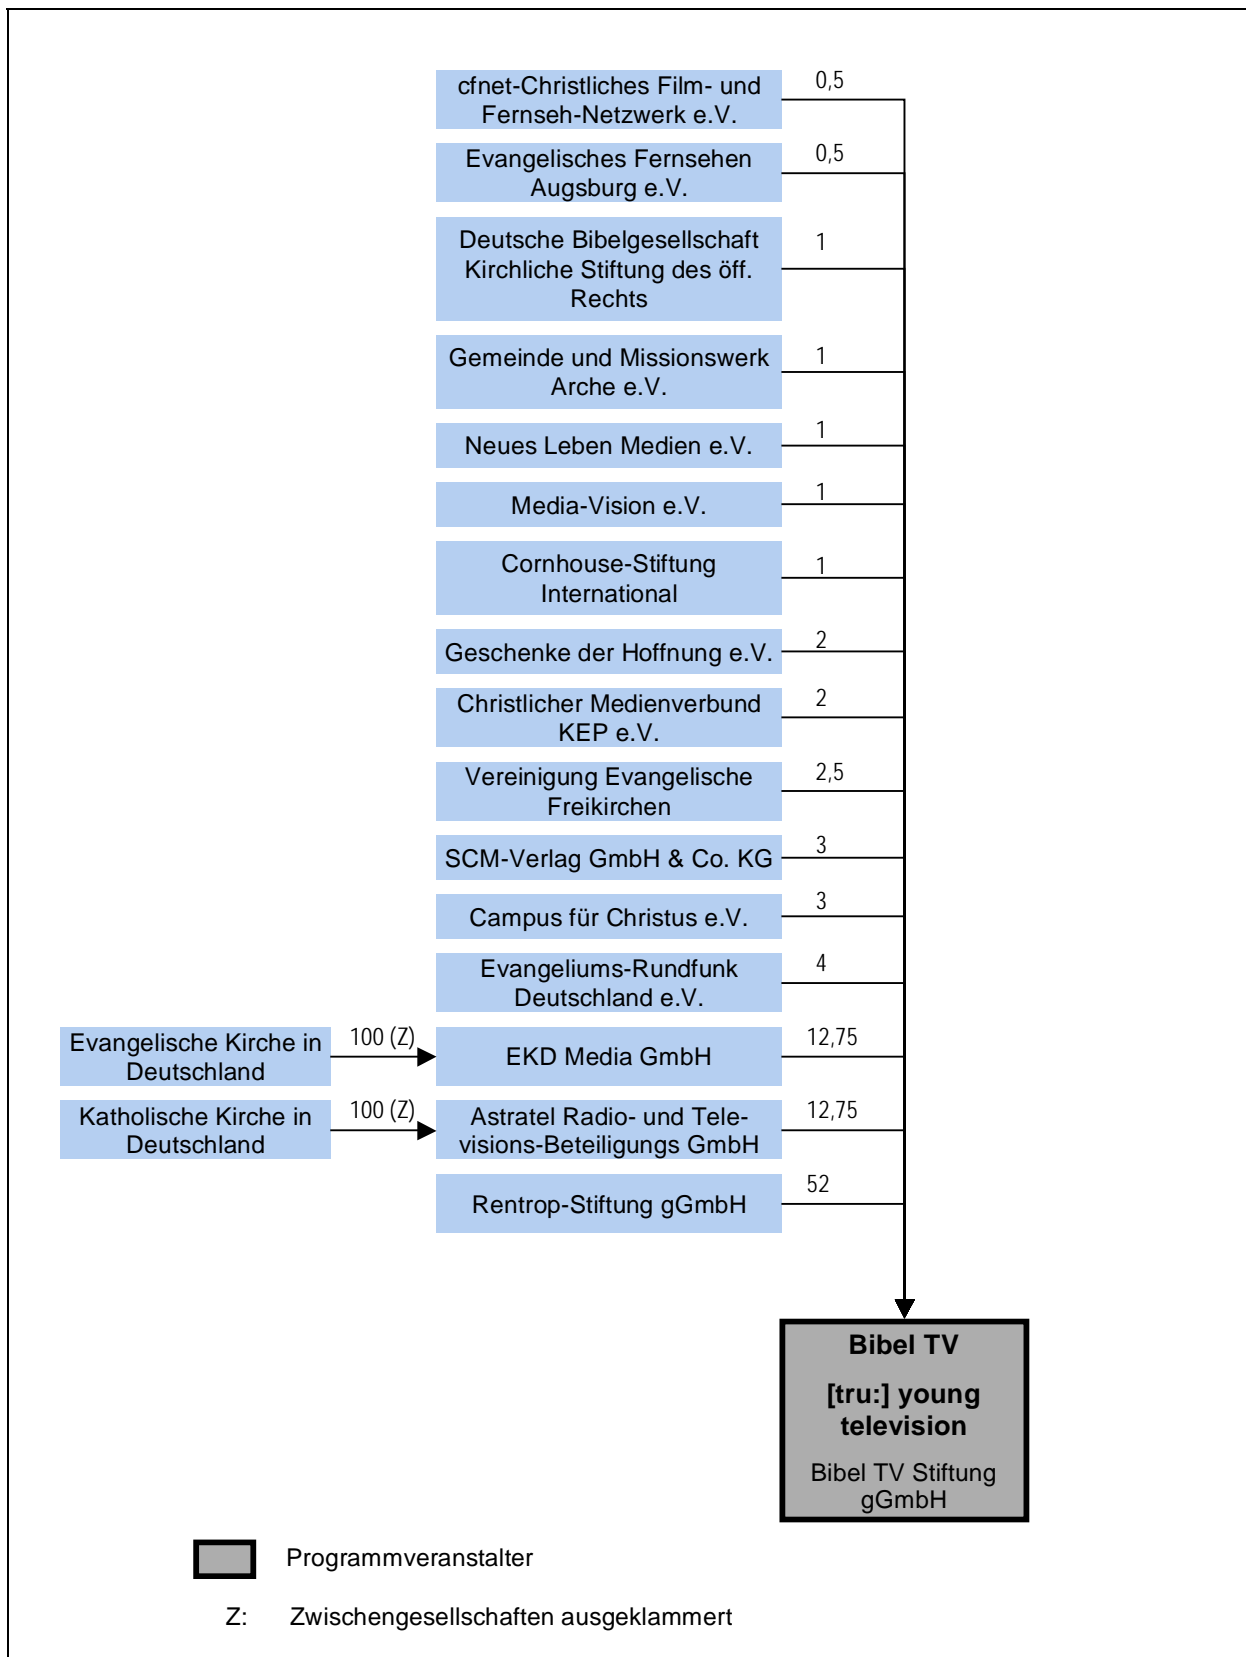 cfnet-Christliches Film- und
Fernseh-Netzwerk e.V.
0,5
Evangelisches Fernsehen
Augsburg e.V.
0,5
Deutsche Bibelgesellschaft
Kirchliche Stiftung des öff.
Rechts
1
Gemeinde und Missionswerk
Arche e.V.
1
Neues Leben Medien e.V.
1
Media-Vision e.V.
1
Cornhouse-Stiftung
International
1
Geschenke der Hoffnung e.V.
2
Christlicher Medienverbund
KEP e.V.
2
Vereinigung Evangelische
Freikirchen
2,5
SCM-Verlag GmbH & Co. KG
3
Campus für Christus e.V.
3
Evangeliums-Rundfunk
Deutschland e.V.
4
Evangelische Kirche in
Deutschland
100 (Z)
EKD Media GmbH
12,75
Katholische Kirche in
Deutschland
100 (Z)
Astratel Radio- und Tele-
visions-Beteiligungs GmbH
12,75
Rentrop-Stiftung gGmbH
52
Bibel TV
[tru:] young
television
Bibel TV Stiftung
gGmbH
Programmveranstalter
Z: Zwischengesellschaften ausgeklammert